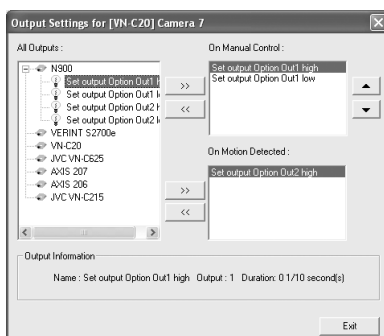 Output Settings for [VN-C20] Camera 7
All Outputs :
N900
Set output Option Out1 h
Set output Option Out1 l
Set output Option Out2 h
Set output Option Out2 l
VERINT S2700e
VN-C20
JVC VN-C625
AXIS 207
AXIS 206
JVC VN-C215
>>
<<
On Manual Control :
Set output Option Out1 high
Set output Option Out1 low
On Motion Detected :
Set output Option Out2 high
>>
<<
Output Information
Name : Set output Option Out1 high Output : 1 Duration: 0 1/10 second(s)
Exit